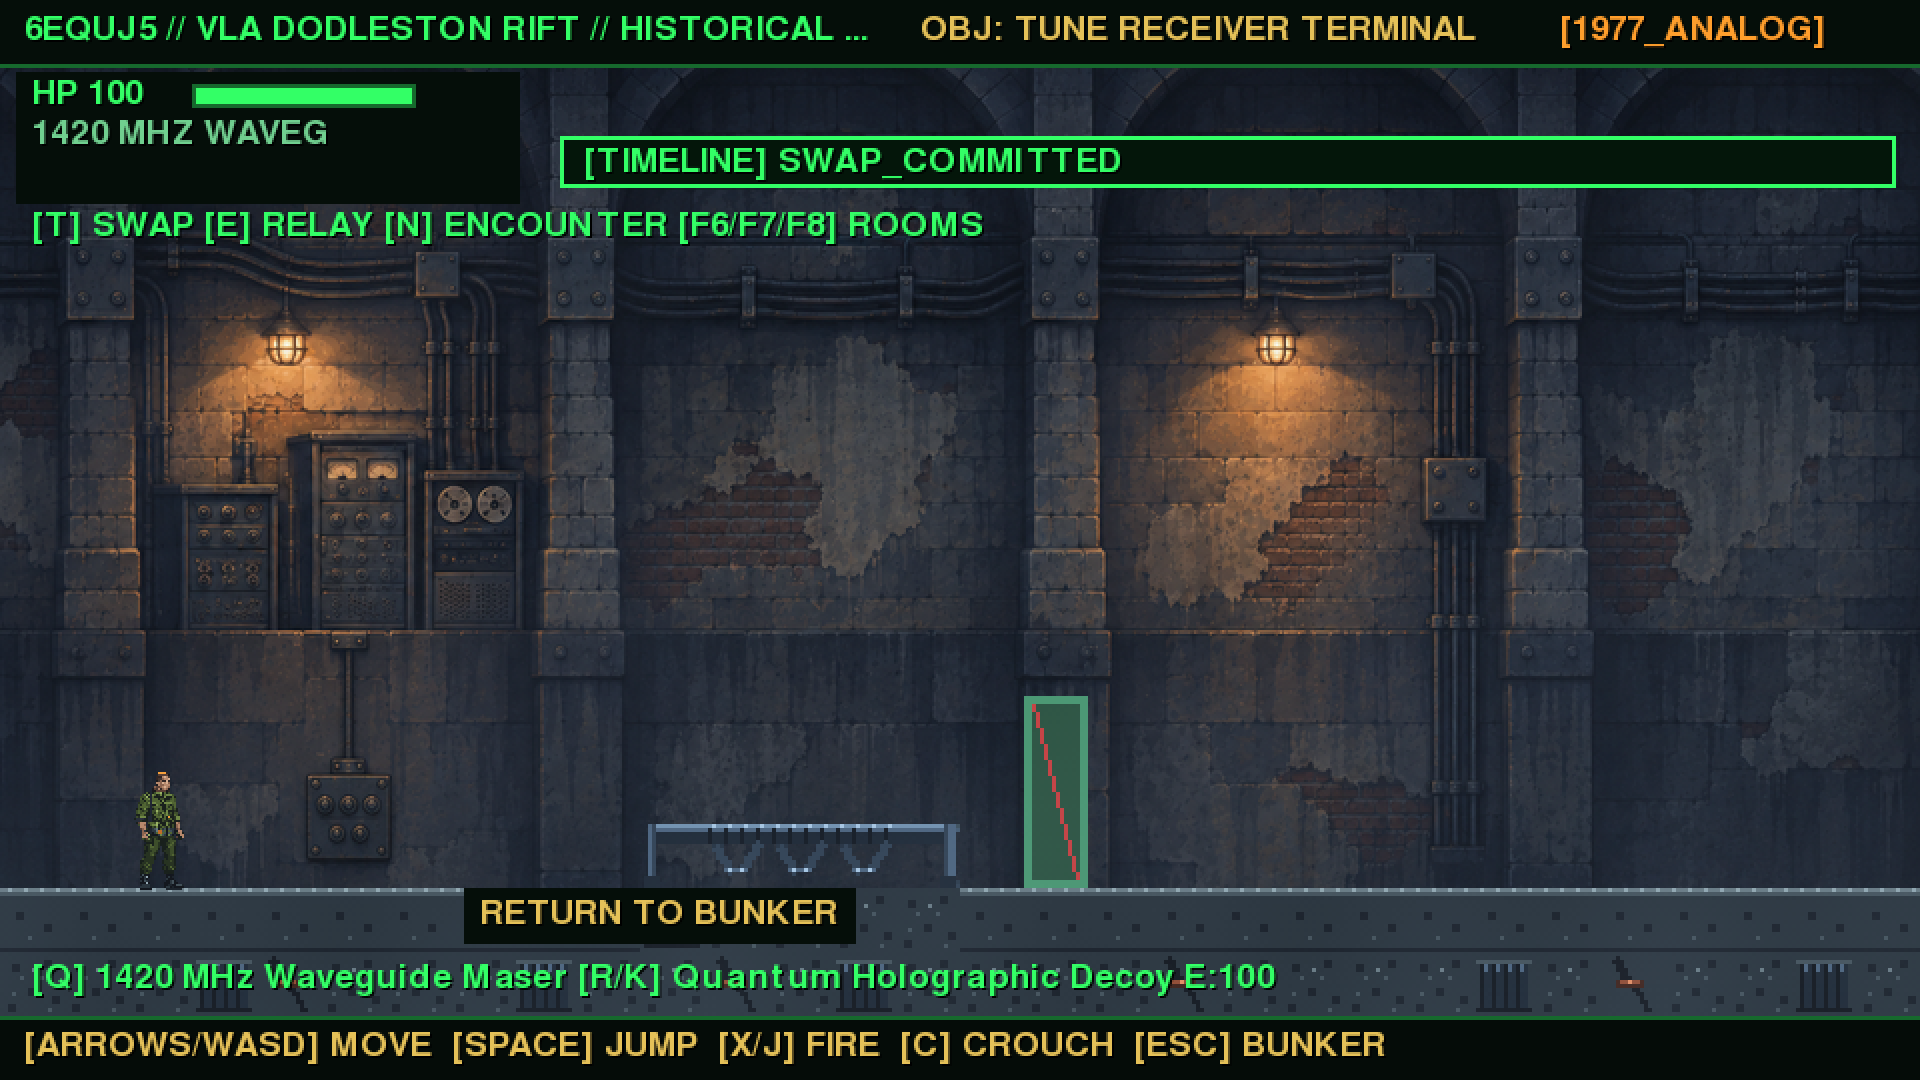 6EQUJ5 // VLA DODLESTON RIFT // HISTORICAL ... OBJ: TUNE RECEIVER TERMINAL [1977_ANALOG]
HP 100
1420 MHZ WAVEG
[TIMELINE] SWAP_COMMITTED
[T] SWAP [E] RELAY [N] ENCOUNTER [F6/F7/F8] ROOMS
RETURN TO BUNKER
[Q] 1420 MHz Waveguide Maser [R/K] Quantum Holographic Decoy E:100
[ARROWS/WASD] MOVE [SPACE] JUMP [X/J] FIRE [C] CROUCH [ESC] BUNKER